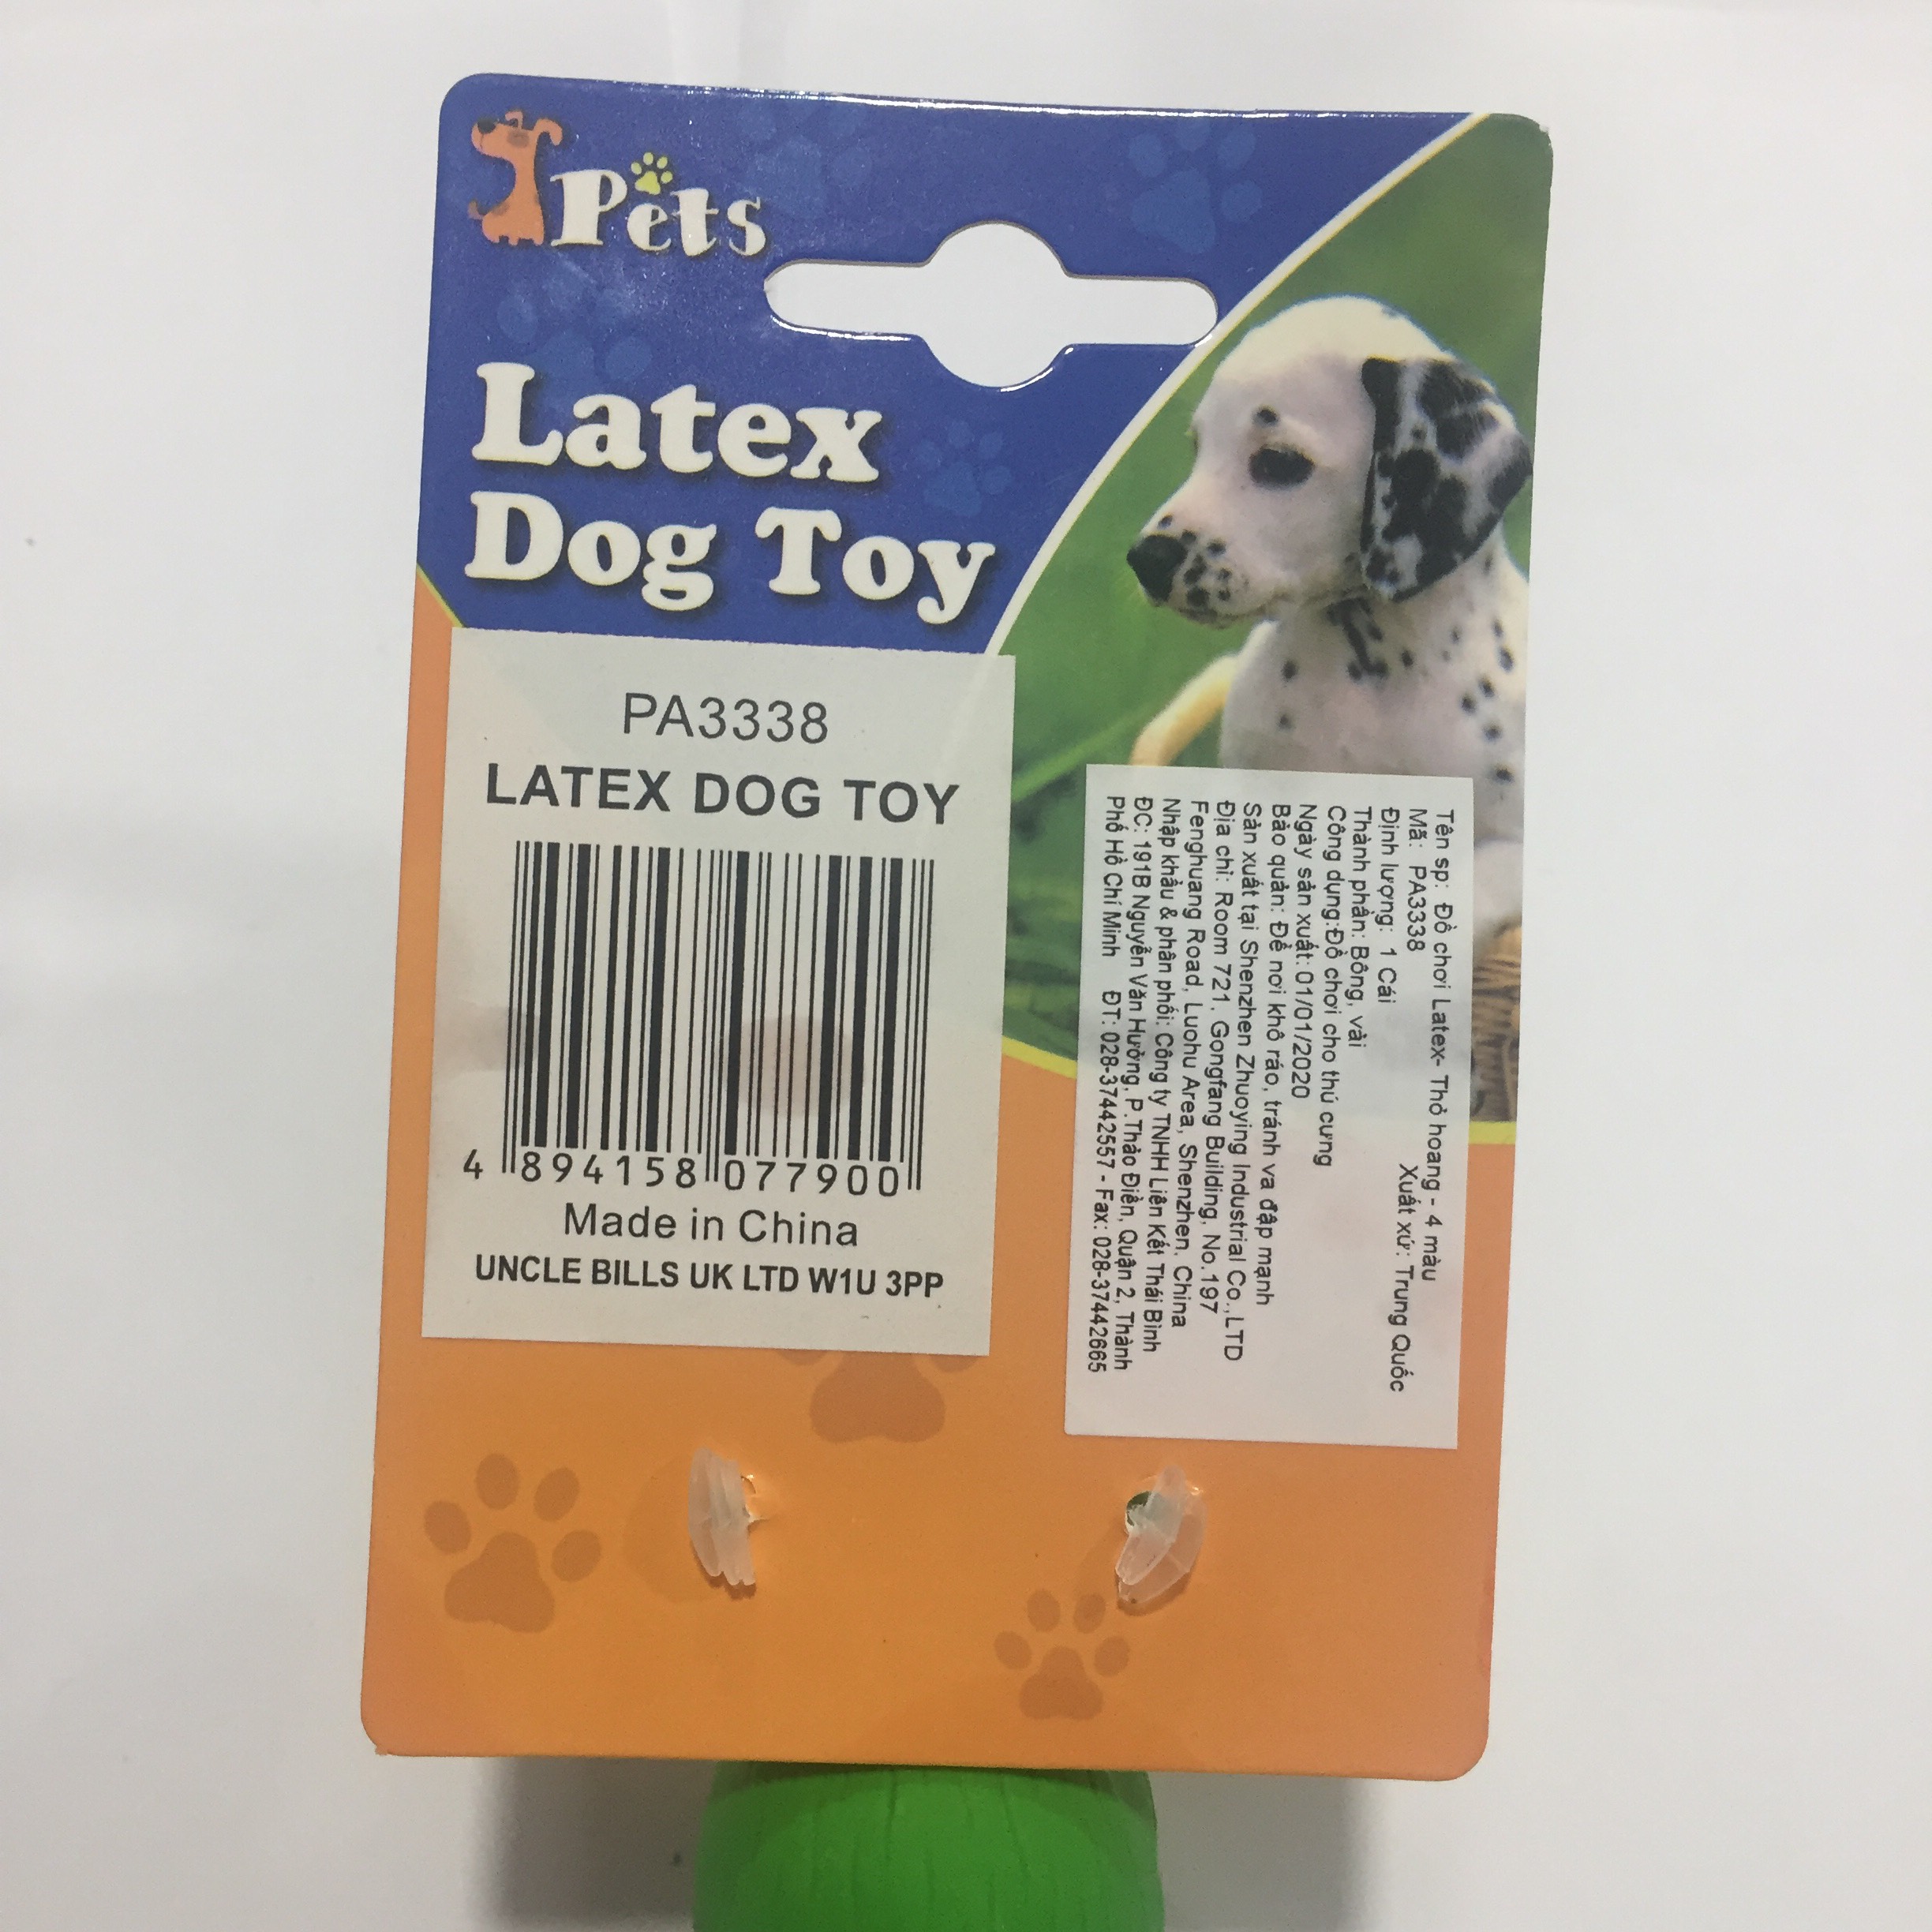 Pets
Latex
Dog Toy
PA3338
LATEX DOG TOY
4 894158 077900
Made in China
UNCLE BILLS UK LTD W1U 3PP
Tên sp: Đồ chơi Latex- Thỏ hoang - 4 màu
Mã: PA3338 Xuất xứ: Trung Quốc
Định lượng: 1 Cái
Thành phần: Bông, vải
Công dụng:Đồ chơi cho thú cưng
Ngày sản xuất: 01/01/2020
Bảo quản: Để nơi khô ráo, tránh va đập mạnh
Sản xuất tại Shenzhen Zhuoying Industrial Co.,LTD
Địa chỉ: Room 721, Gongfang Building, No.197
Fenghuang Road, Luohu Area, Shenzhen, China
Nhập khẩu & phân phối: Công ty TNHH Liên Kết Thái Bình
ĐC: 191B Nguyễn Văn Hưởng, P.Thảo Điền, Quận 2, Thành
Phố Hồ Chí Minh ĐT: 028-37442557 - Fax: 028-37442665